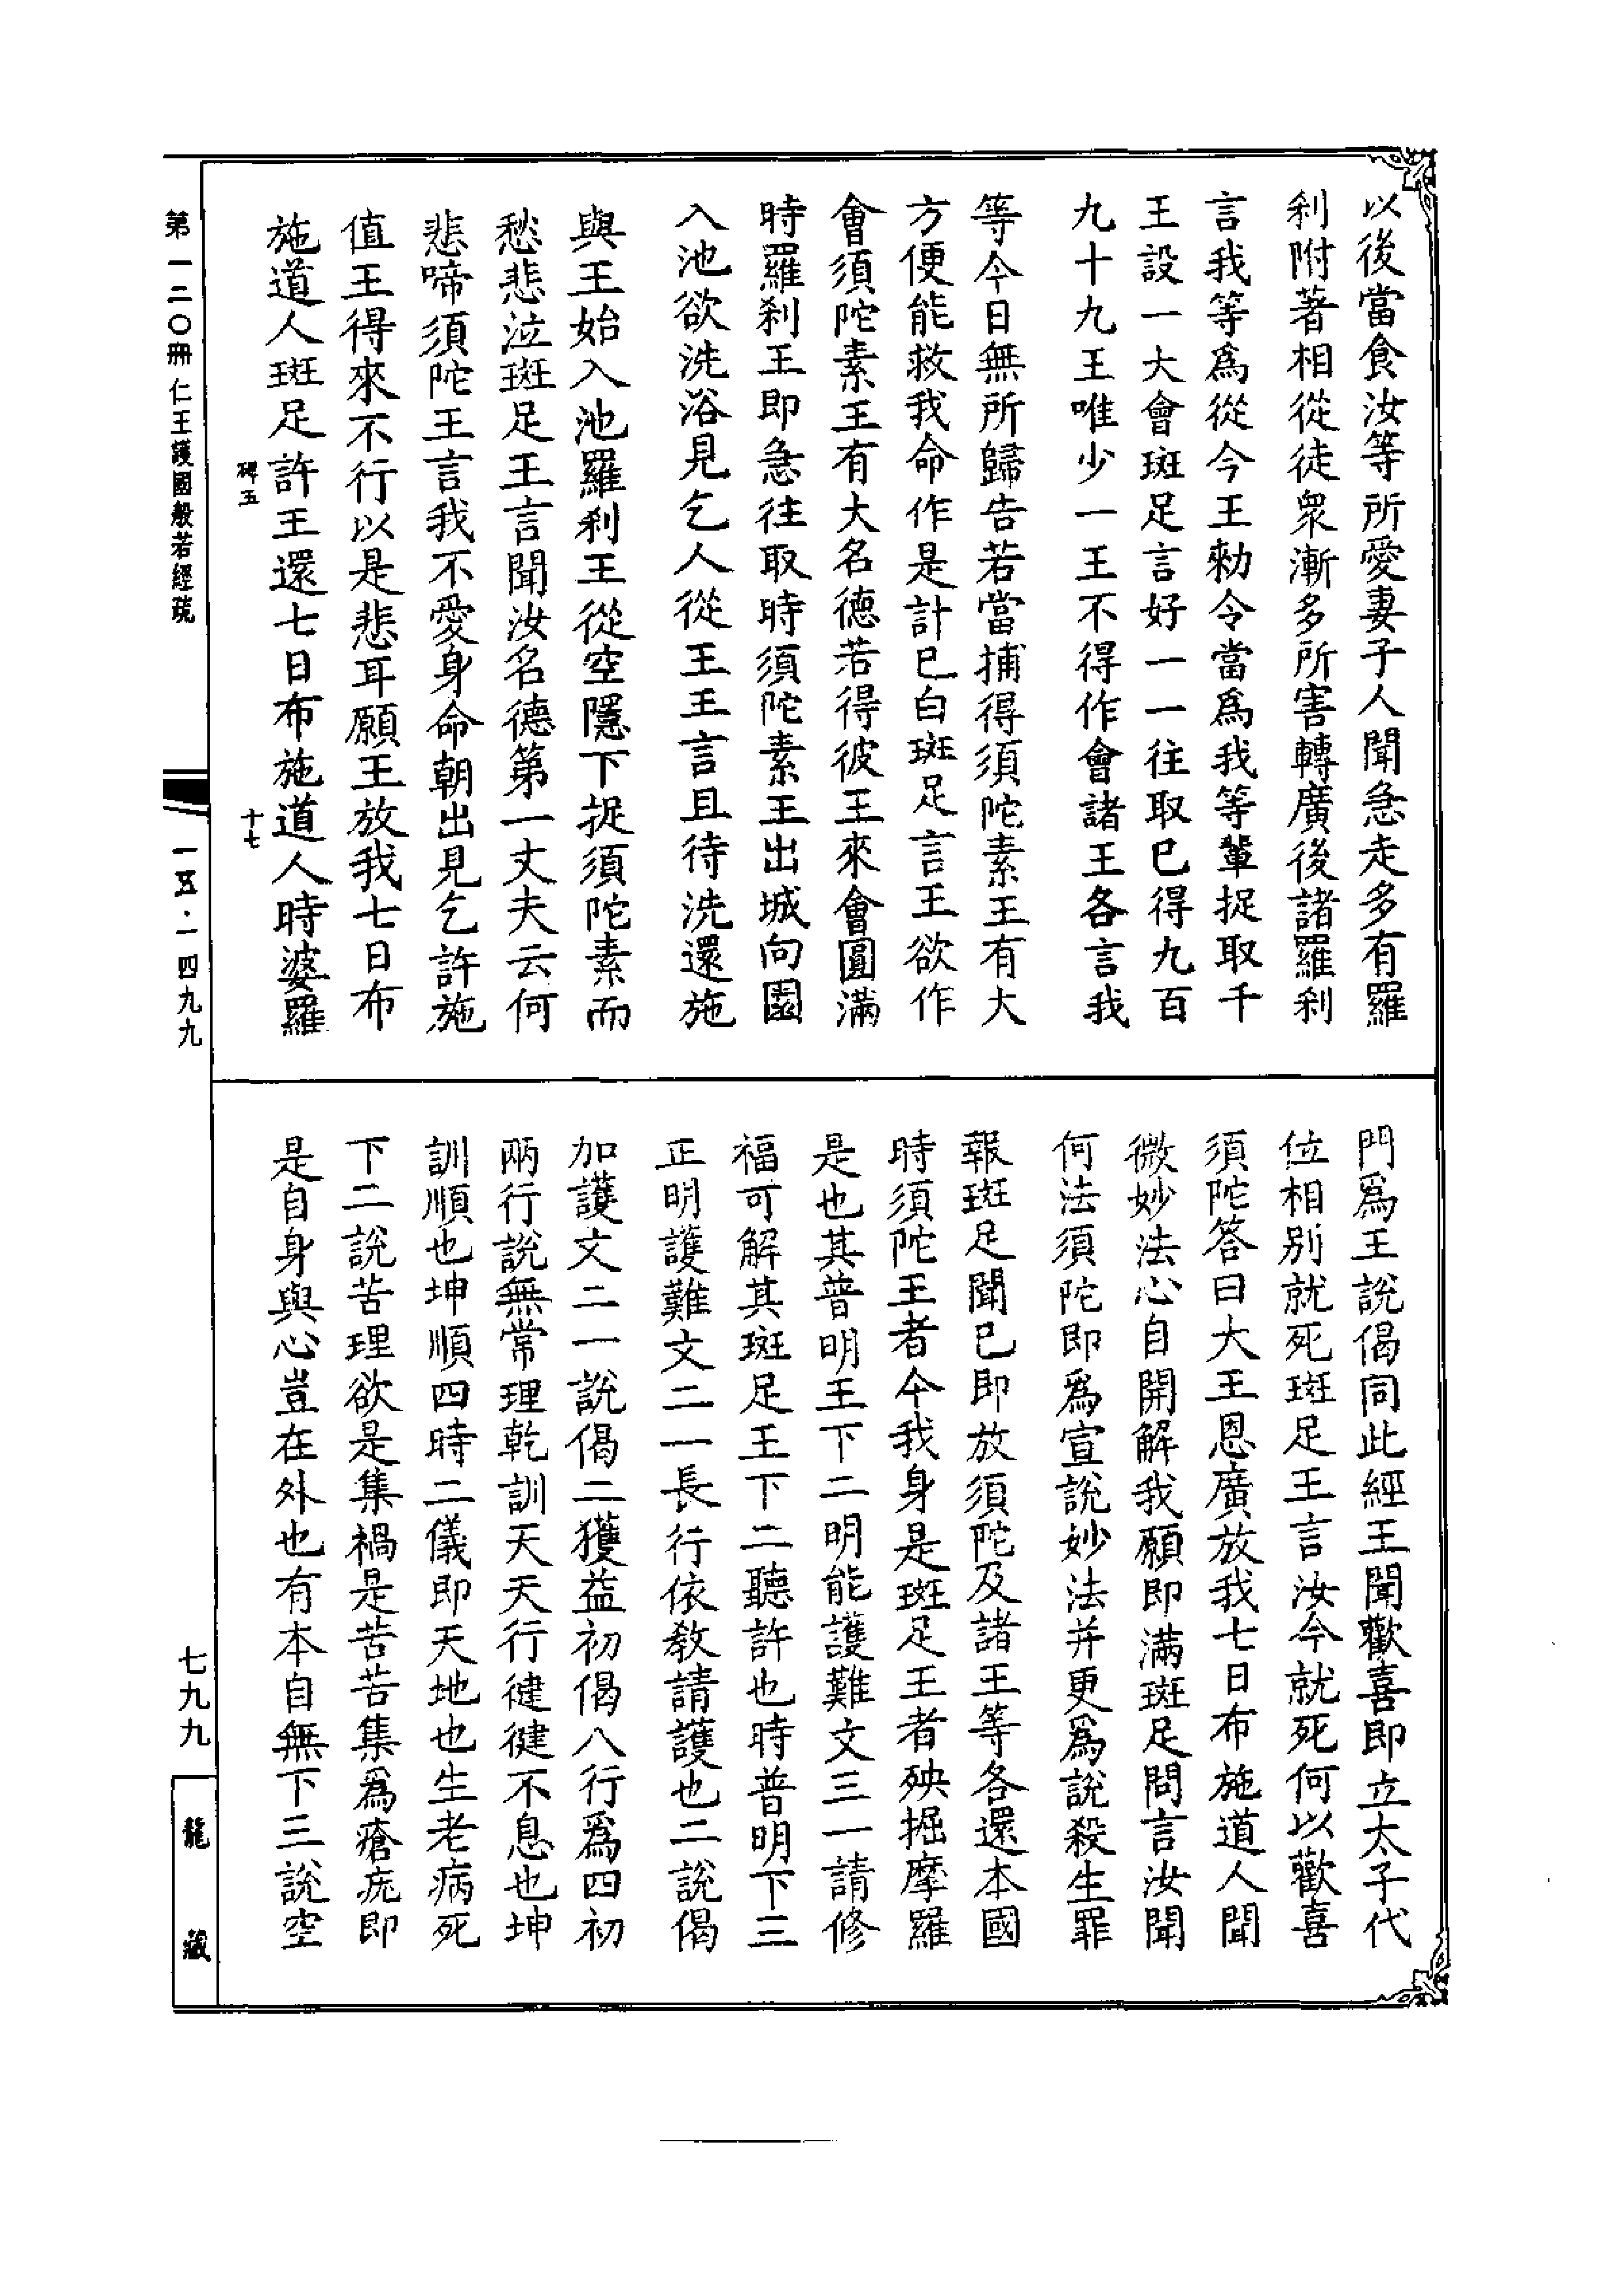 以後當食汝等所愛妻子人聞急走多有羅
刹附著相從徒衆漸多所害轉廣後諸羅刹
言我等爲從今王勅令當爲我等輩捉取千
王設一大會斑足言好一一往取已得九百
九十九王唯少一王不得作會諸王各言我
等今日無所歸告若當捕得須陀素王有大
方便能救我命作是計已白斑足言王欲作
會須陀素王有大名德若得彼王來會圓滿
時羅刹王即急往取時須陀素王出城向園
入池欲洗浴見乞人從王王言且待洗還施
與王始入池羅刹王從空隱下捉須陀素而
愁悲泣斑足王言聞汝名德第一丈夫云何
悲啼須陀王言我不愛身命朝出見乞許施
值王得來不行以是悲耳願王放我七日布
施道人斑足許王還七日布施道人時婆羅
門爲王說偈同此經王聞歡喜即立太子代
位相別就死斑足王言汝今就死何以歡喜
須陀答曰大王恩廣放我七日布施道人聞
微妙法心自開解我願即滿斑足問言汝聞
何法須陀即爲宣說妙法并更爲說殺生罪
報斑足聞已即放須陀及諸王等各還本國
時須陀王者今我身是斑足王者殃掘摩羅
是也其普明王下二明能護難文三一請修
福可解其斑足王下二聽許也時普明下三
正明護難文二一長行依教請護也二說偈
加護文二一說偈二獲益初偈八行爲四初
兩行說無常理乾訓天天行徤徤不息也坤
訓順也坤順四時二儀即天地也生老病死
下二說苦理欲是集禍是苦苦集爲瘡疣即
是自身與心豈在外也有本自無下三說空
碑五
十七
第一二〇冊 仁王護國般若經疏
一五·一四九九
七九九
龍藏